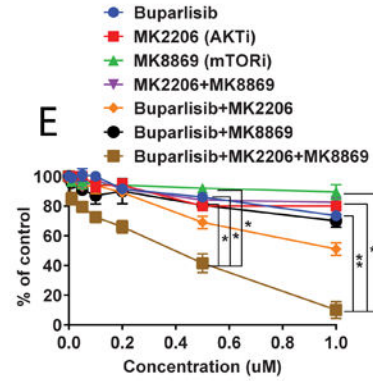 Buparlisib
MK2206 (AKTi)
MK8869 (mTORi)
MK2206+MK8869
Buparlisib+MK2206
Buparlisib+MK8869
Buparlisib+MK2206+MK8869
E
% of control
100
80
60
40
20
0
* * *
** *
0.0 0.2 0.4 0.6 0.8 1.0
Concentration (uM)